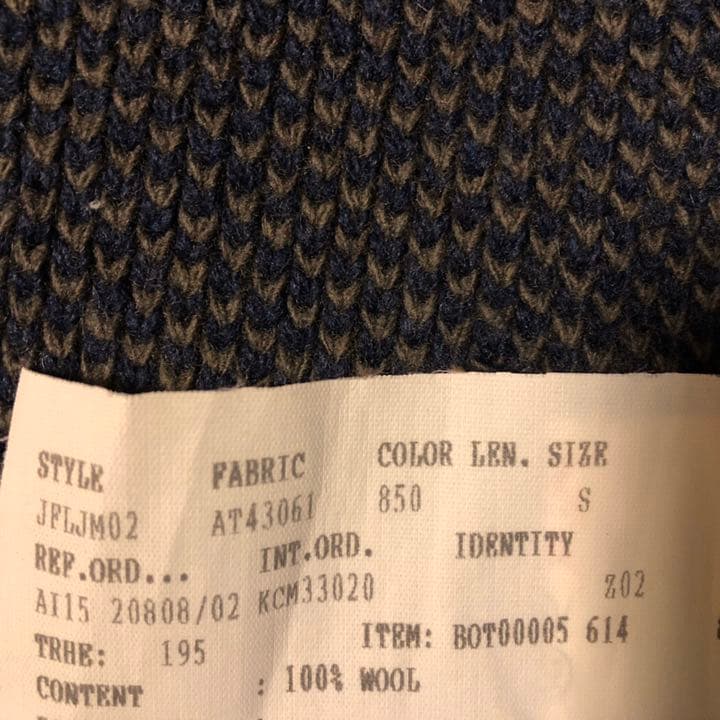 STYLE FABRIC COLOR LEN. SIZE
JFLJM02 AT43061 850 S
REF.ORD... INT.ORD. IDENTITY
AI15 20808/02 KCM33020 Z02
TRHE: 195 ITEM: BOT00005 614
CONTENT : 100% WOOL